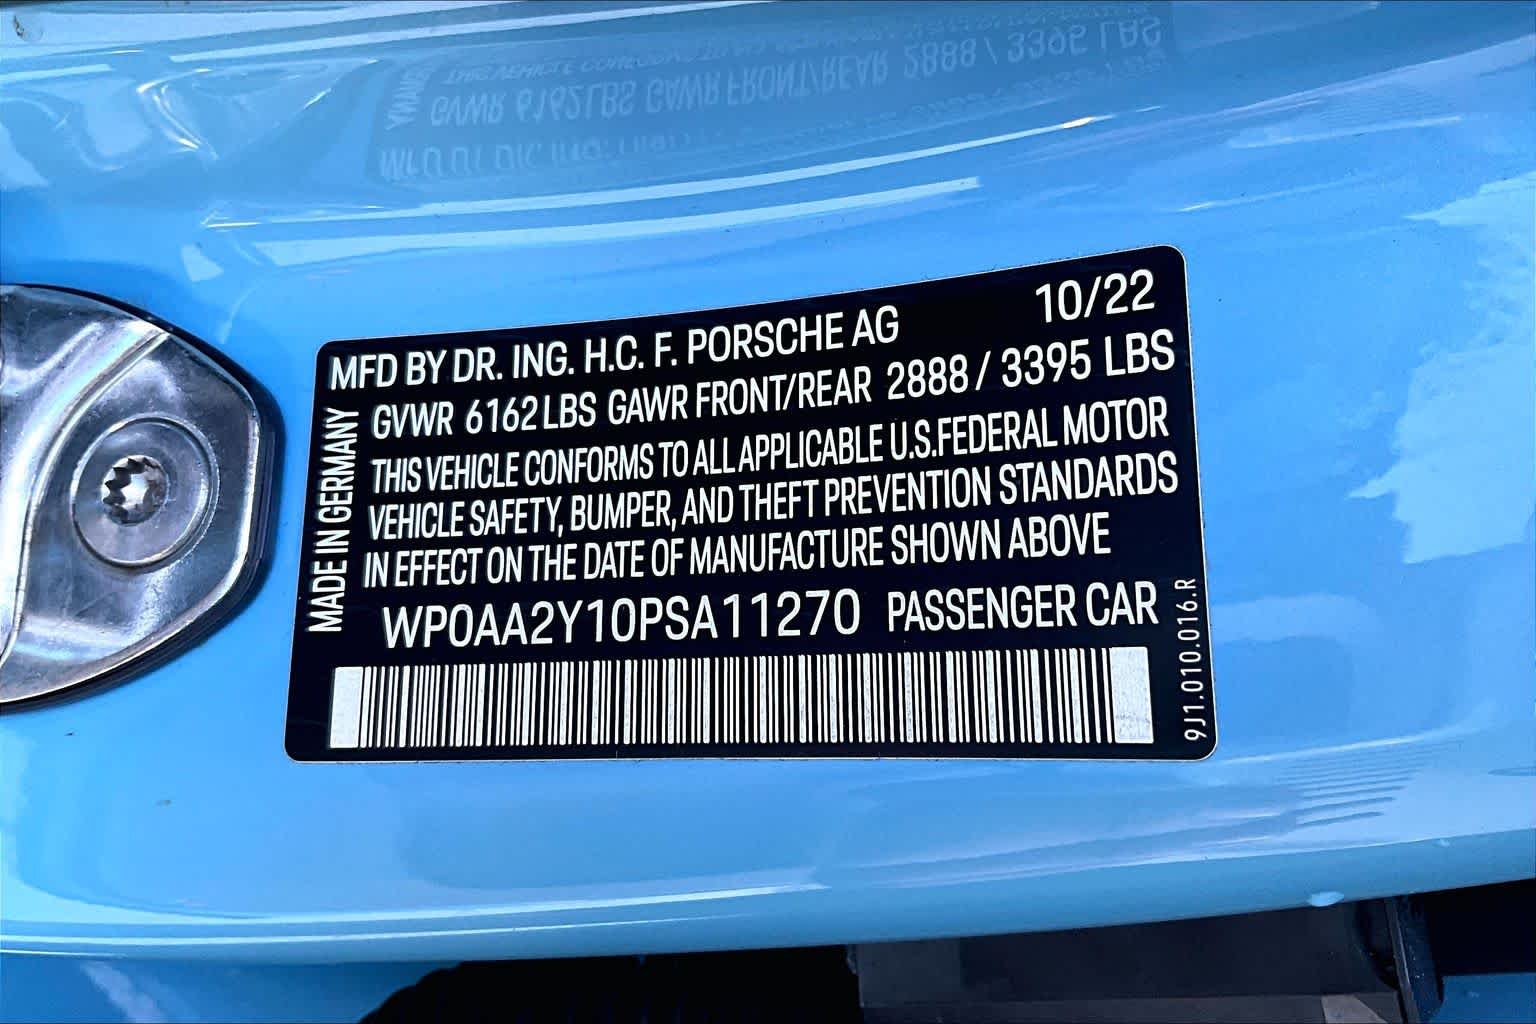 MFD BY DR. ING. H.C. F. PORSCHE AG 10/22
GVWR 6162LBS GAWR FRONT/REAR 2888 / 3395 LBS
THIS VEHICLE CONFORMS TO ALL APPLICABLE U.S.FEDERAL MOTOR
VEHICLE SAFETY, BUMPER, AND THEFT PREVENTION STANDARDS
IN EFFECT ON THE DATE OF MANUFACTURE SHOWN ABOVE
WP0AA2Y10PSA11270 PASSENGER CAR
MADE IN GERMANY
9J1.010.016.R